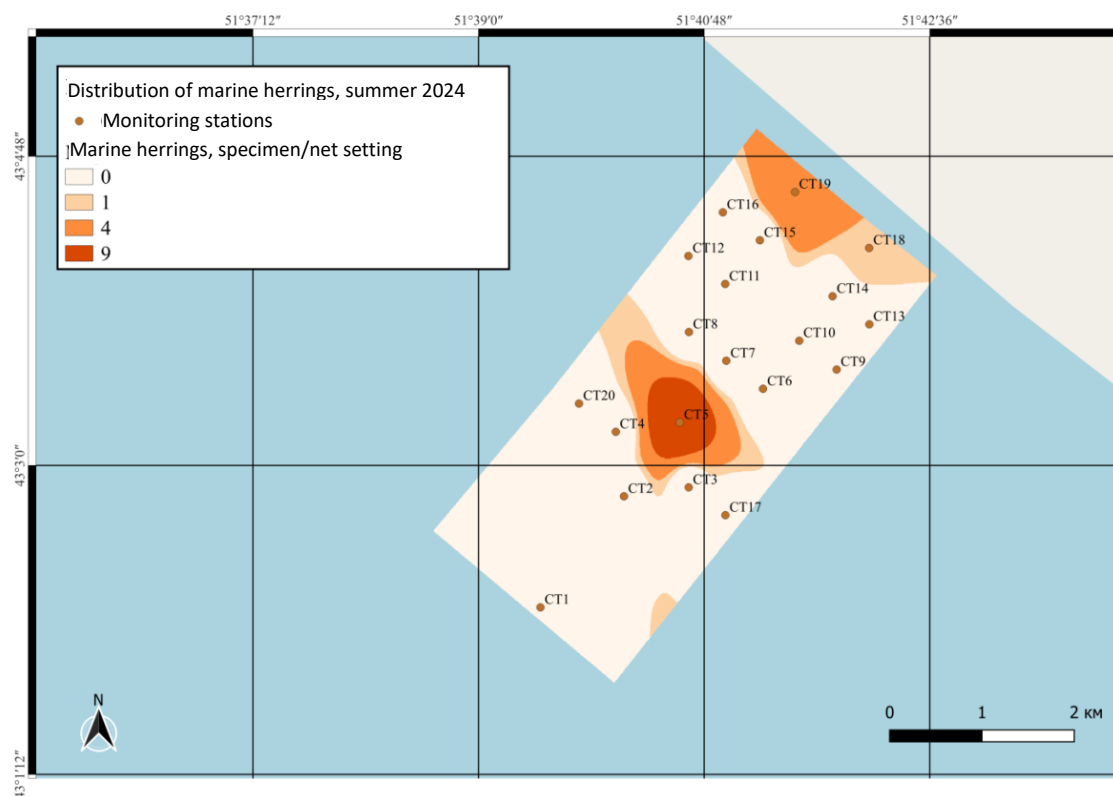 51°37'12"
51°39'0"
51°40'48"
51°42'36"
43°4'48"
43°3'0"
43°1'12"
Distribution of marine herrings, summer 2024
Monitoring stations
Marine herrings, specimen/net setting
0
1
4
9
CT19
CT16
CT15
CT18
CT12
CT11
CT14
CT13
CT8
CT10
CT7
CT9
CT6
CT20
CT5
CT4
CT3
CT2
CT17
CT1
N
0 1 2 км